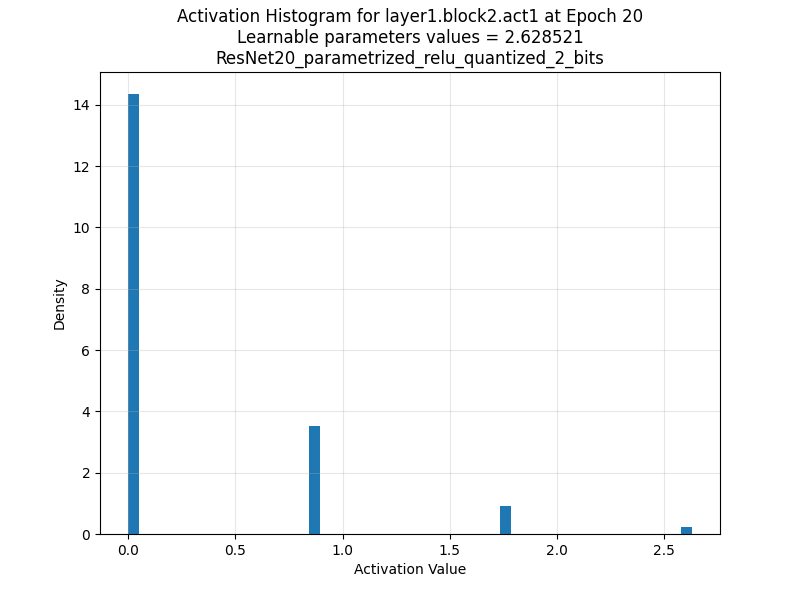 Activation Histogram for layer1.block2.act1 at Epoch 20
Learnable parameters values = 2.628521
ResNet20_parametrized_relu_quantized_2_bits
Density
14
12
10
8
6
4
2
0
0.0 0.5 1.0 1.5 2.0 2.5
Activation Value